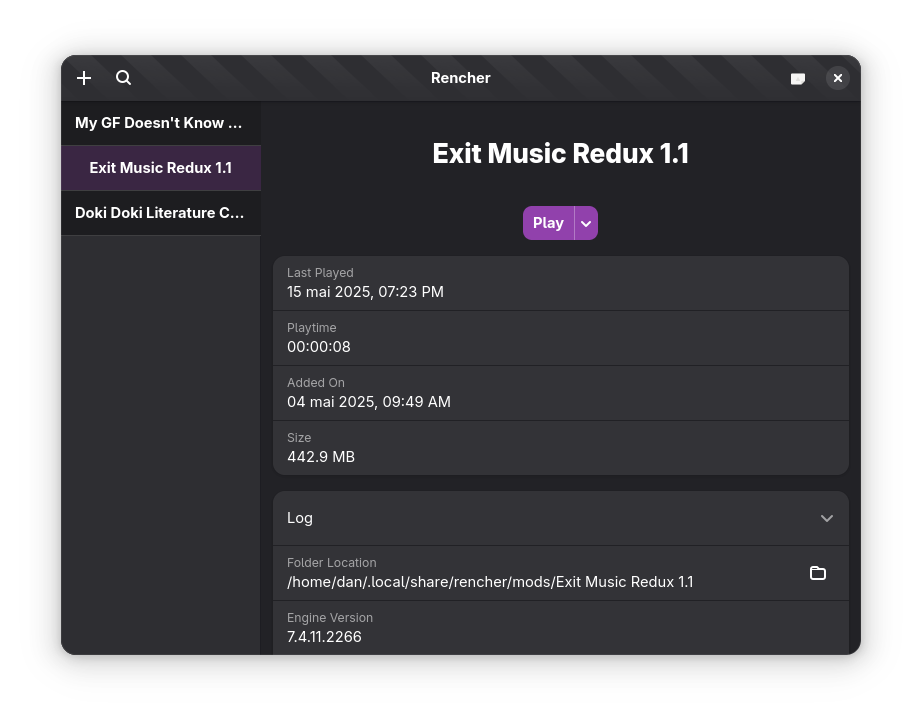 Rencher
My GF Doesn't Know ...
Exit Music Redux 1.1
Doki Doki Literature C...
Exit Music Redux 1.1
Play
Last Played
15 mai 2025, 07:23 PM
Playtime
00:00:08
Added On
04 mai 2025, 09:49 AM
Size
442.9 MB
Log
Folder Location
/home/dan/.local/share/rencher/mods/Exit Music Redux 1.1
Engine Version
7.4.11.2266